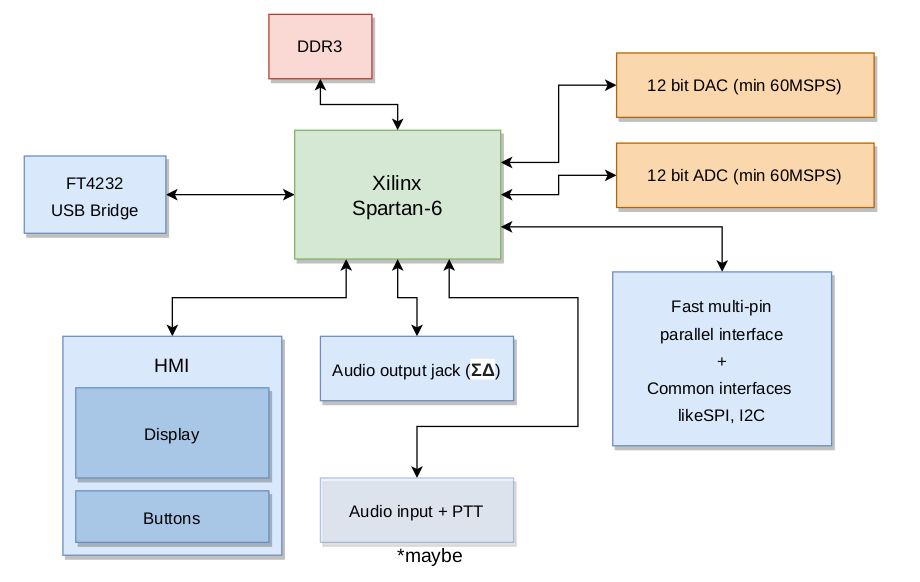 DDR3
12 bit DAC (min 60MSPS)
12 bit ADC (min 60MSPS)
Xilinx
Spartan-6
FT4232
USB Bridge
Fast multi-pin
parallel interface
+
Common interfaces
likeSPI, I2C
HMI
Display
Buttons
Audio output jack (ΣΔ)
Audio input + PTT
*maybe